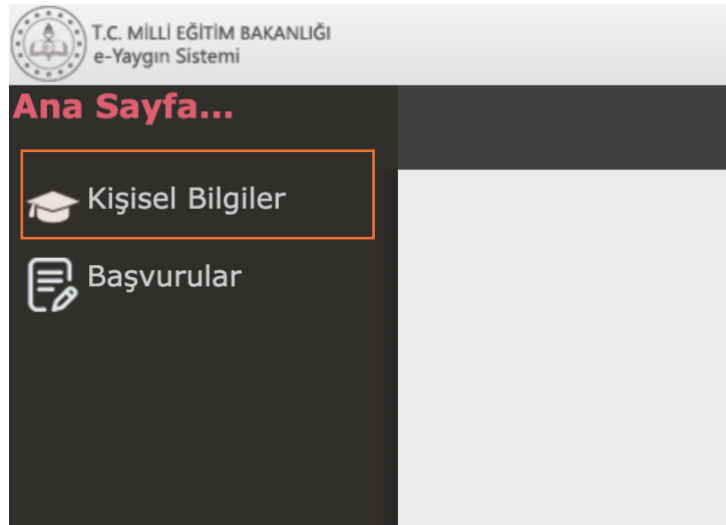 T.C. MİLLİ EĞİTİM BAKANLIĞI
e-Yaygın Sistemi
Ana Sayfa...
Kişisel Bilgiler
Başvurular